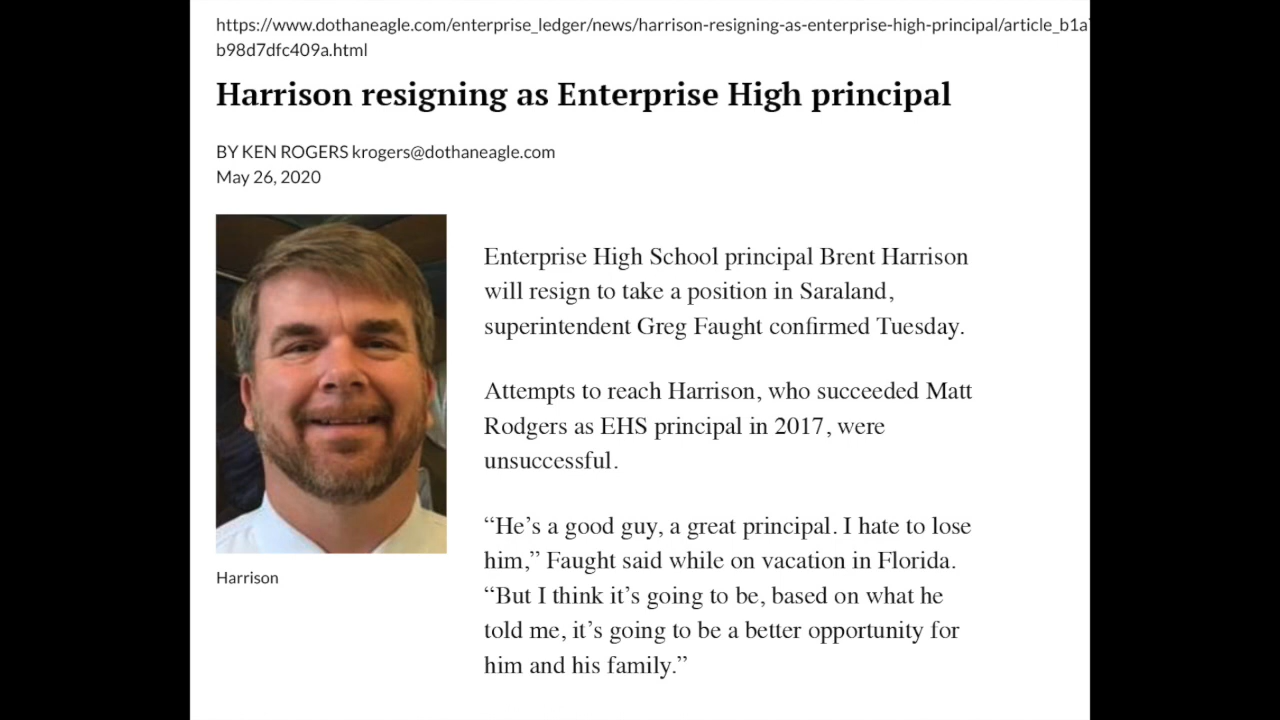 https://www.dothaneagle.com/enterprise_ledger/news/harrison-resigning-as-enterprise-high-principal/article_b1a
b98d7dfc409a.html
Harrison resigning as Enterprise High principal
BY KEN ROGERS krogers@dothaneagle.com
May 26, 2020
Enterprise High School principal Brent Harrison
will resign to take a position in Saraland,
superintendent Greg Faught confirmed Tuesday.
Attempts to reach Harrison, who succeeded Matt
Rodgers as EHS principal in 2017, were
unsuccessful.
“He’s a good guy, a great principal. I hate to lose
him,” Faught said while on vacation in Florida.
“But I think it’s going to be, based on what he
told me, it’s going to be a better opportunity for
him and his family.”
Harrison